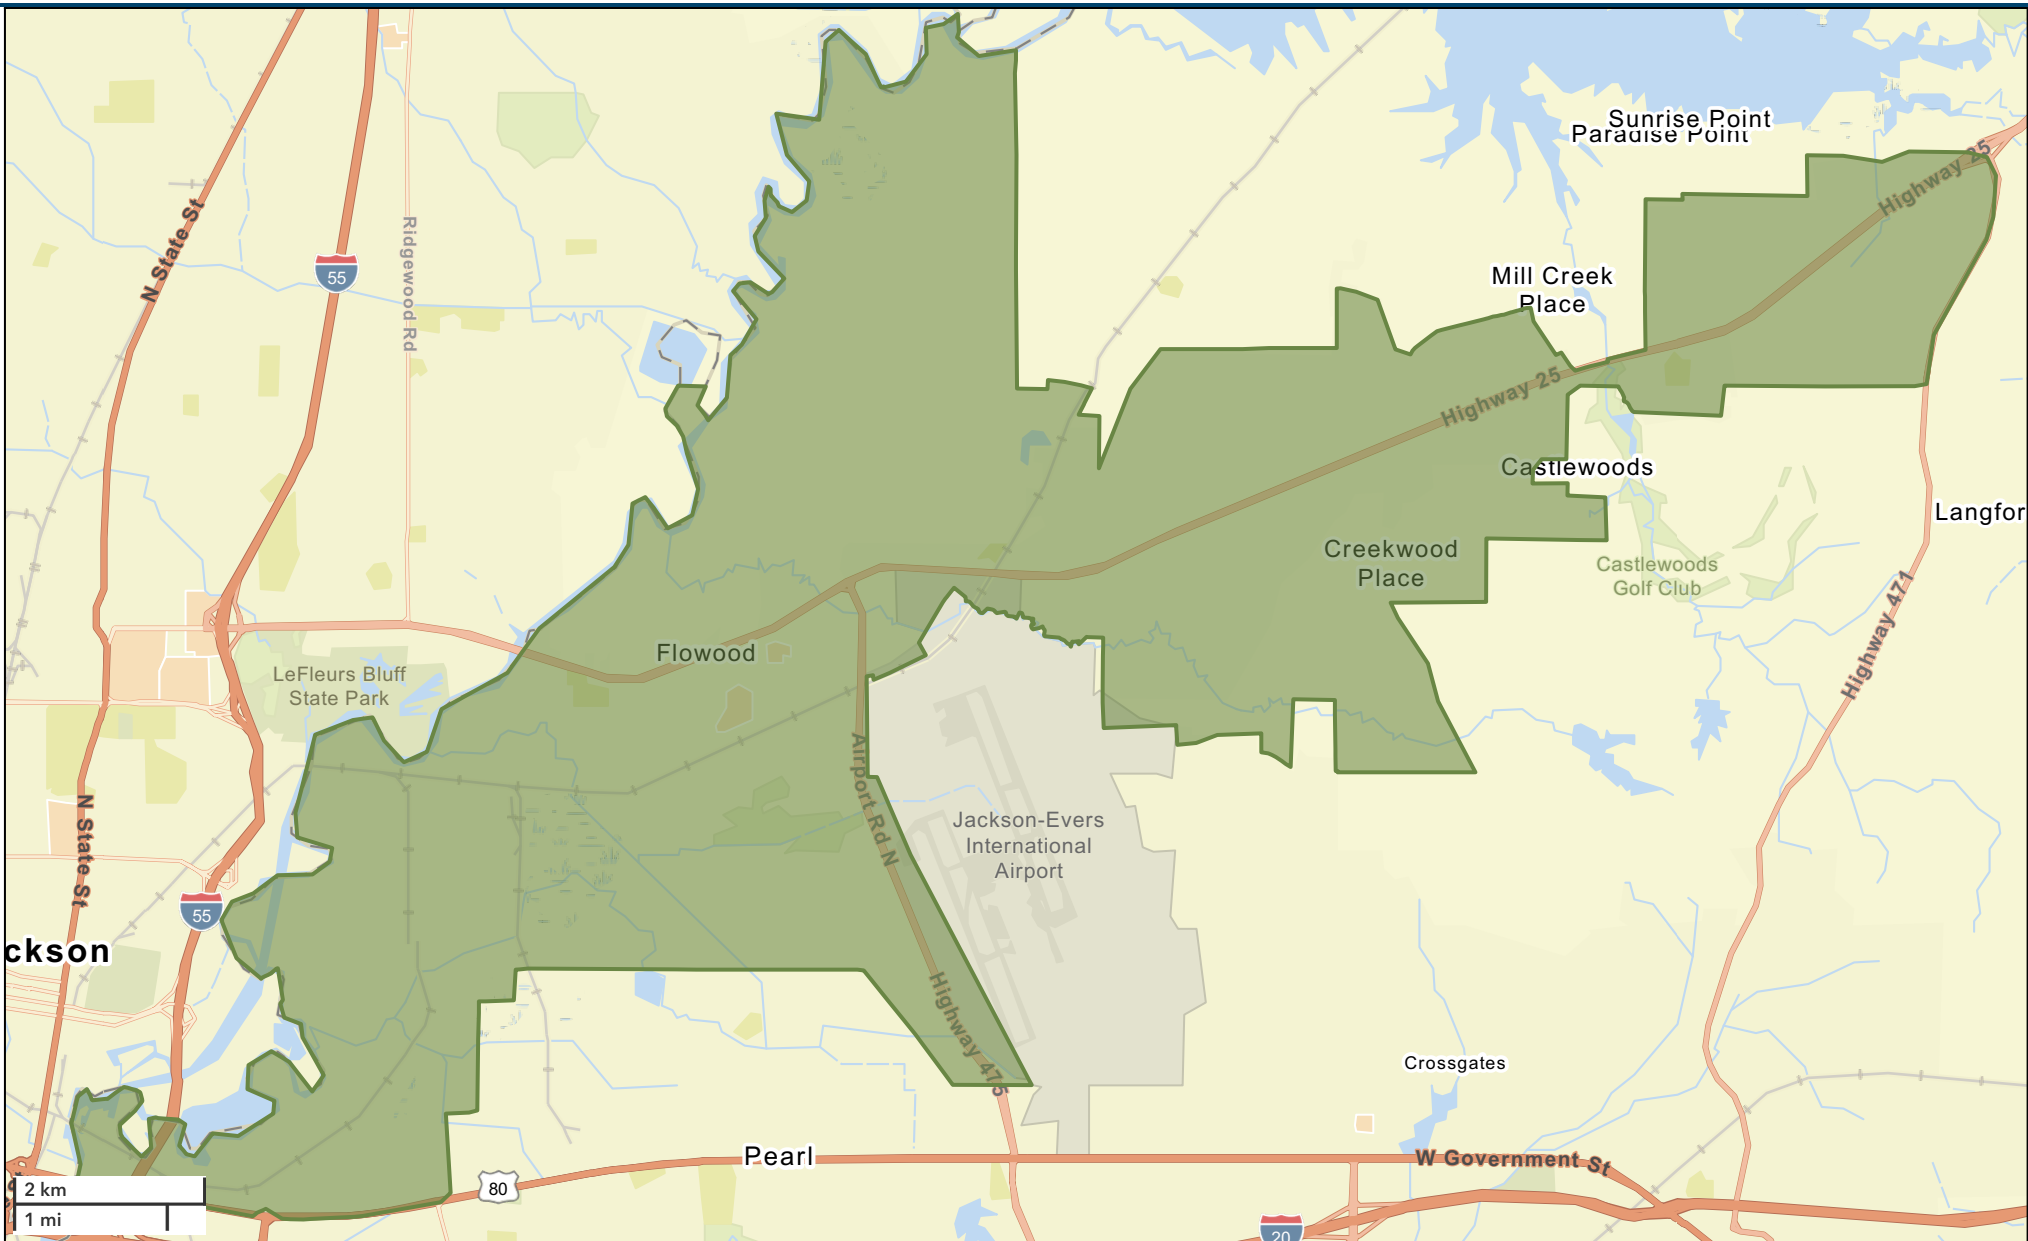 Sunrise Point
Paradise Point
Highway 25
N State St
Ridgewood Rd
55
Mill Creek
Place
Highway 25
Castlewoods
Langfor
Creekwood
Place
Castlewoods
Golf Club
Highway 471
Flowood
LeFleurs Bluff
State Park
Airport Rd N
N State St
Jackson-Evers
International
Airport
55
ckson
Highway 475
Crossgates
Pearl
W Government St
80
2 km
1 mi
20